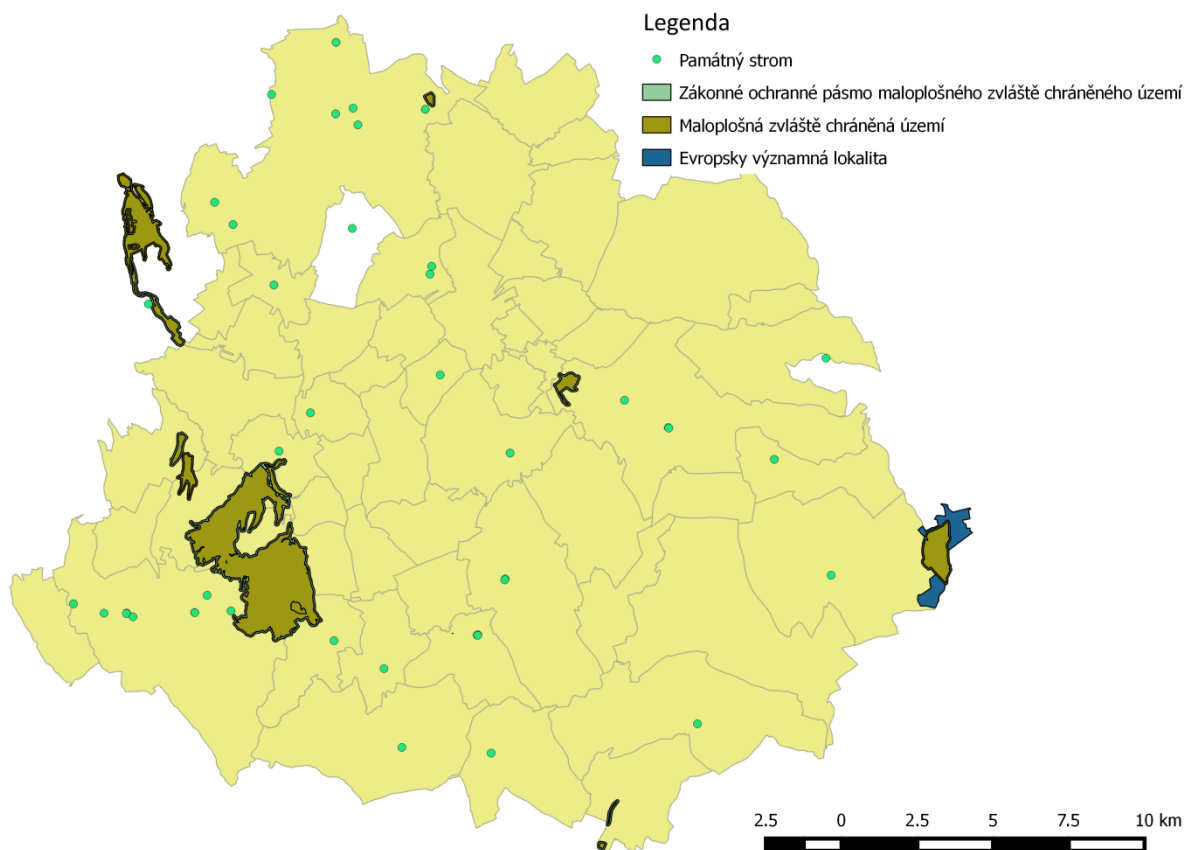 Legenda
Památný strom
Zákonné ochranné pásmo maloplošného zvláště chráněného území
Maloplošná zvláště chráněná území
Evropsky významná lokalita
2.5 0 2.5 5 7.5 10 km